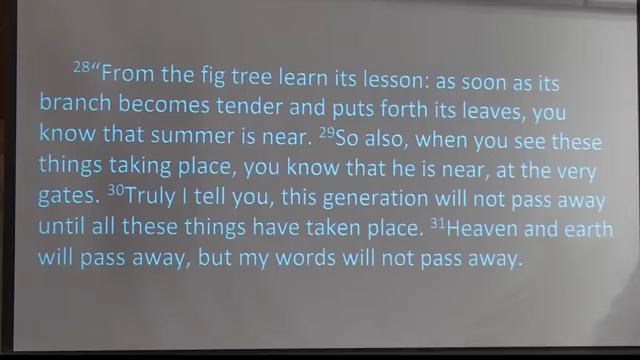 ²⁸“From the fig tree learn its lesson: as soon as its
branch becomes tender and puts forth its leaves, you
know that summer is near. ²⁹So also, when you see these
things taking place, you know that he is near, at the very
gates. ³⁰Truly I tell you, this generation will not pass away
until all these things have taken place. ³¹Heaven and earth
will pass away, but my words will not pass away.